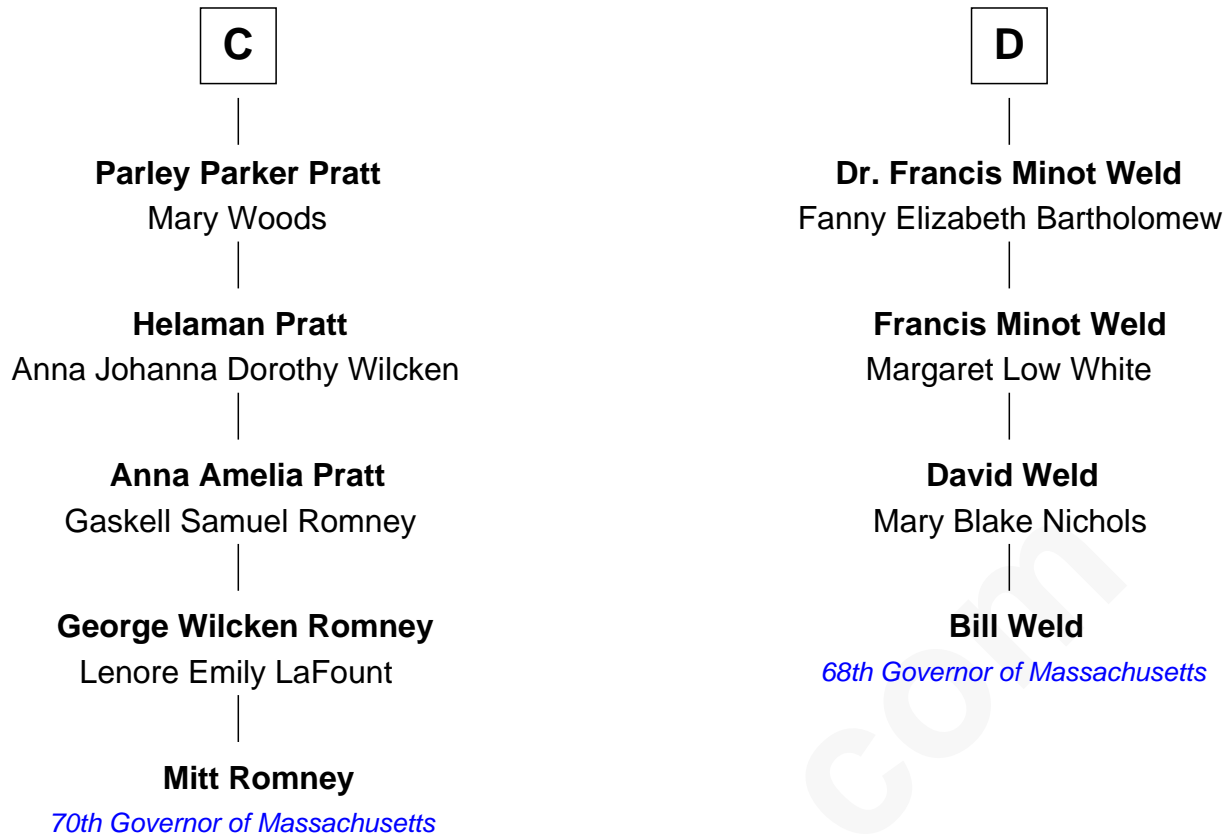 C
Parley Parker Pratt
Mary Woods
Helaman Pratt
Anna Johanna Dorothy Wilcken
Anna Amelia Pratt
Gaskell Samuel Romney
George Wilcken Romney
Lenore Emily LaFount
Mitt Romney
70th Governor of Massachusetts
D
Dr. Francis Minot Weld
Fanny Elizabeth Bartholomew
Francis Minot Weld
Margaret Low White
David Weld
Mary Blake Nichols
Bill Weld
68th Governor of Massachusetts
com